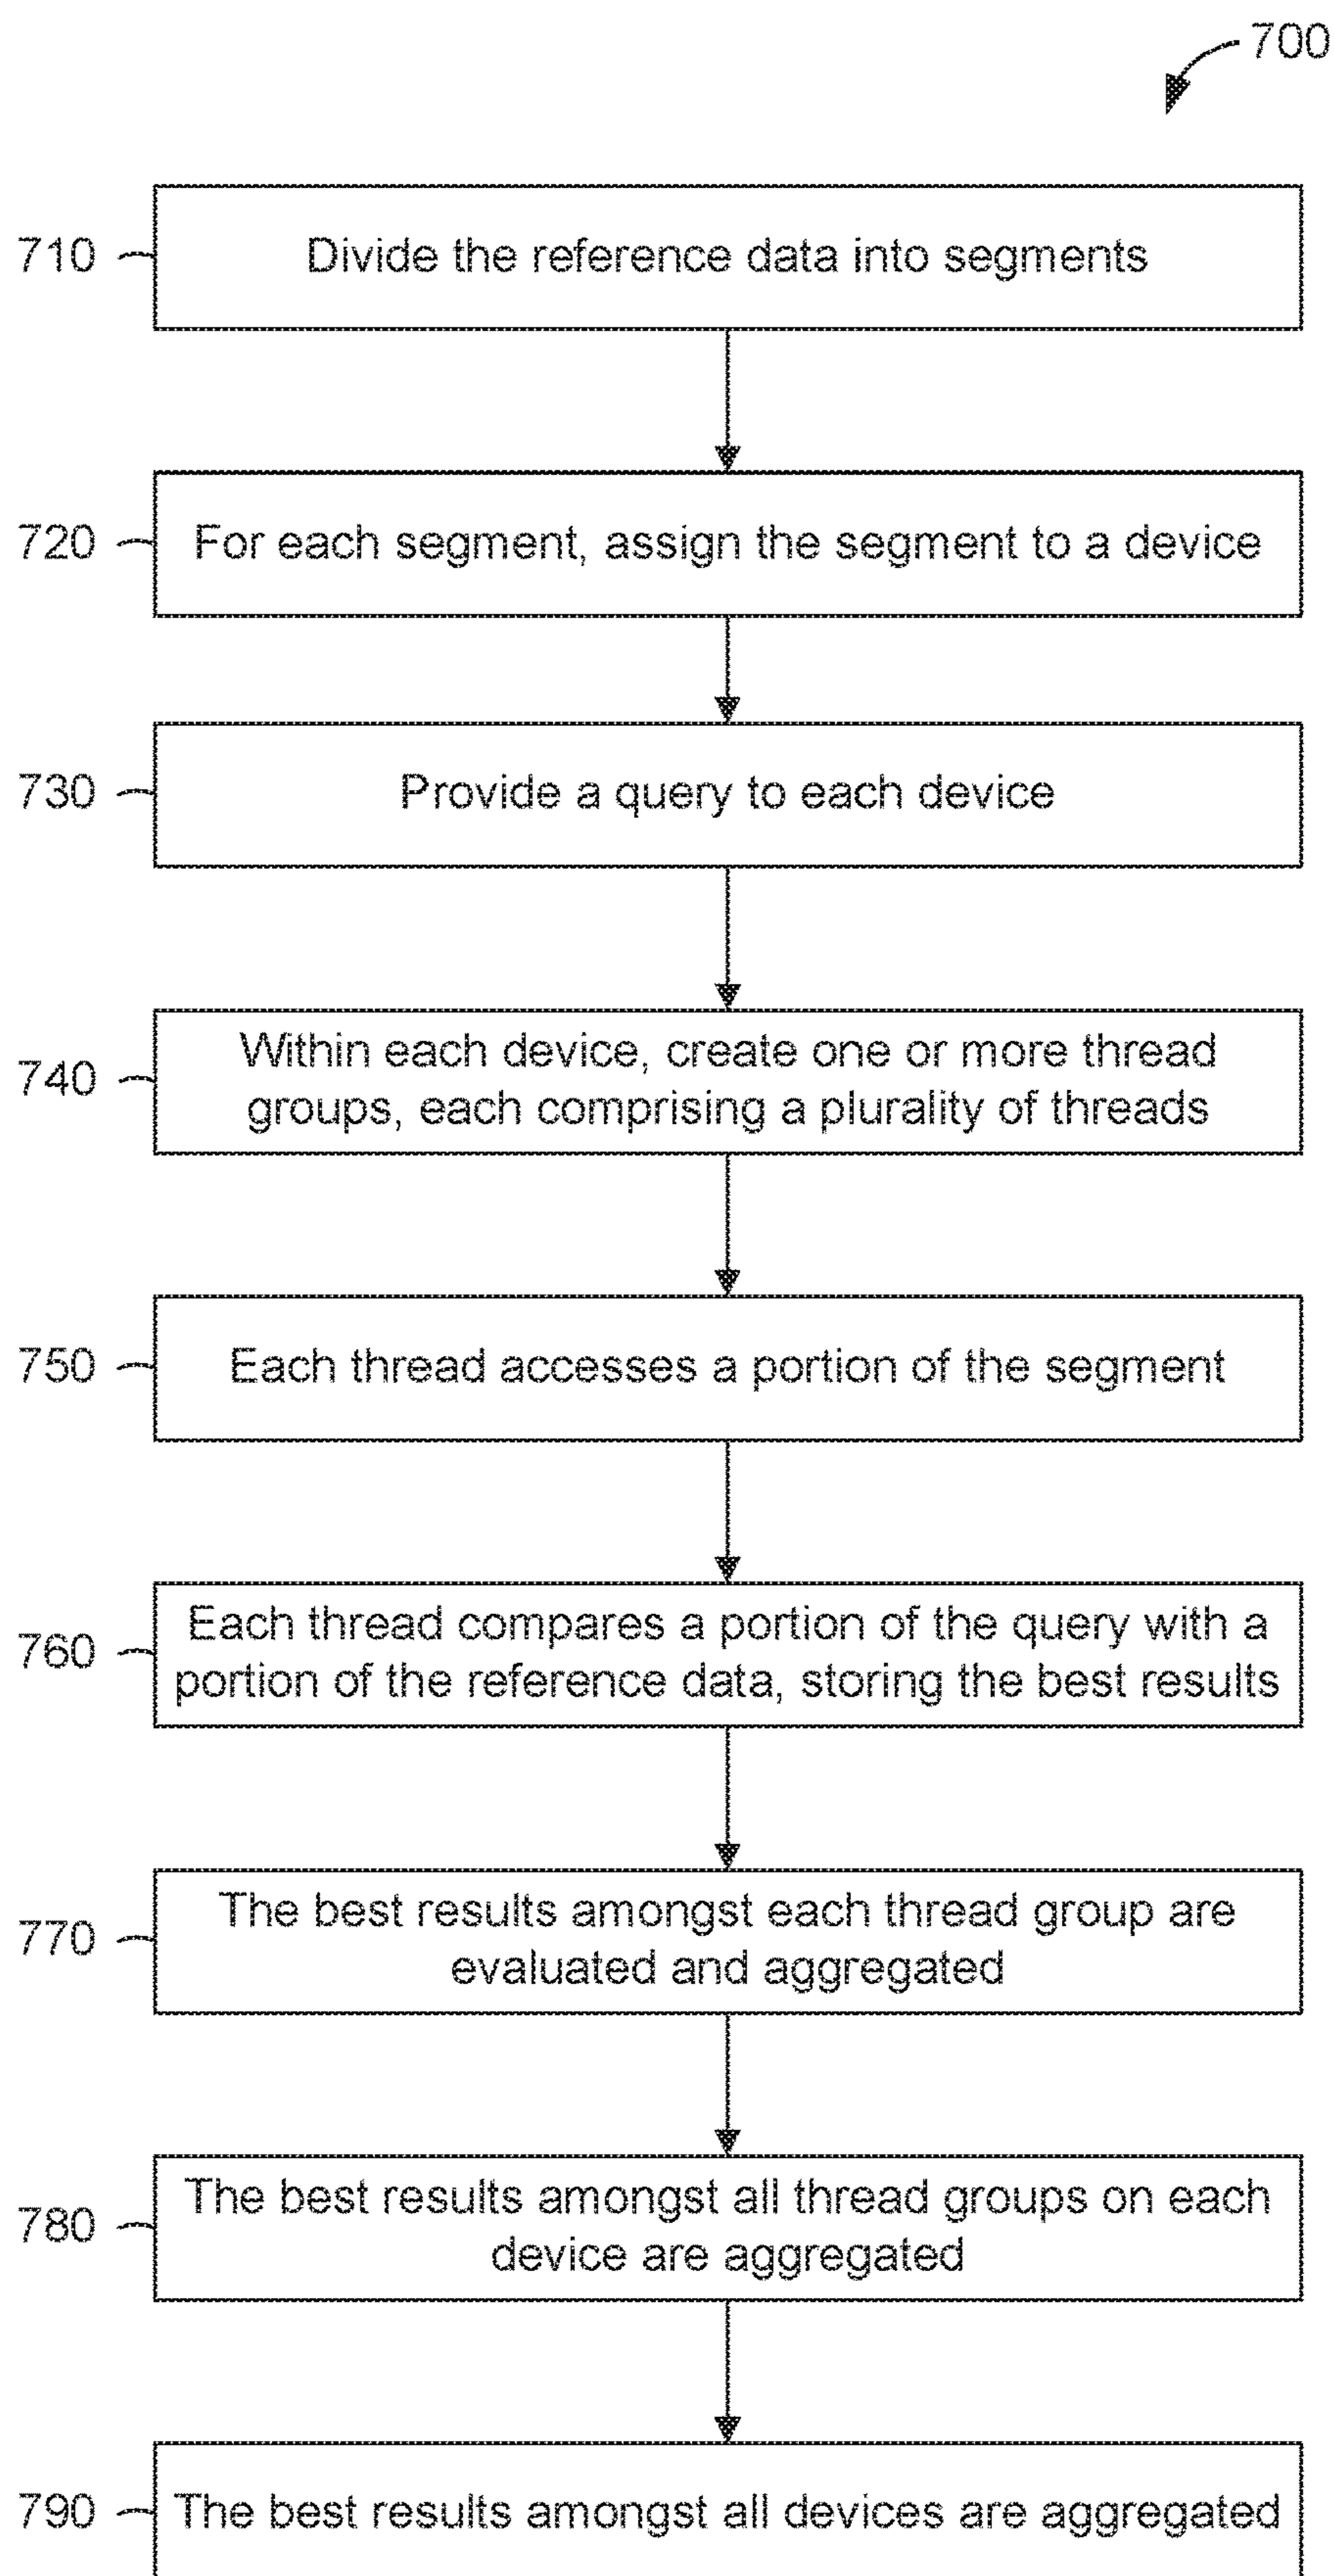 700
710
Divide the reference data into segments
720
For each segment, assign the segment to a device
730
Provide a query to each device
740
Within each device, create one or more thread
groups, each comprising a plurality of threads
750
Each thread accesses a portion of the segment
760
Each thread compares a portion of the query with a
portion of the reference data, storing the best results
770
The best results amongst each thread group are
evaluated and aggregated
780
The best results amongst all thread groups on each
device are aggregated
790
The best results amongst all devices are aggregated